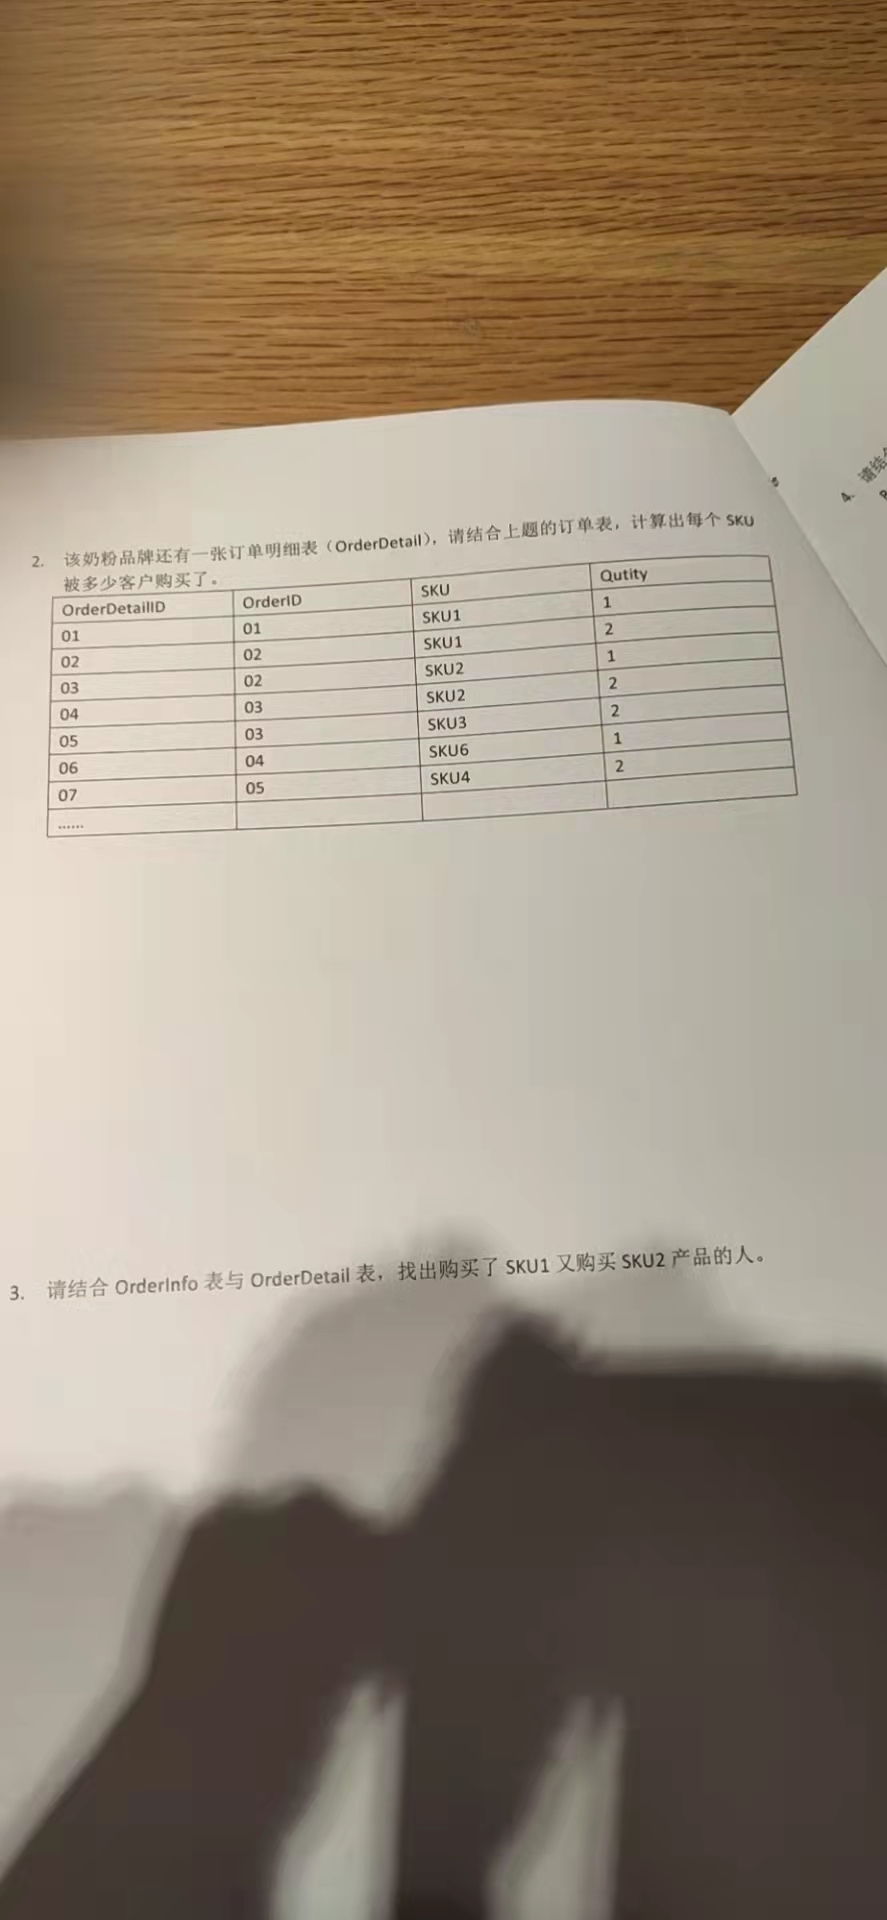 2. 该奶粉品牌还有一张订单明细表（OrderDetail），请结合上题的订单表，计算出每个 SKU
被多少客户购买了。
OrderDetailID OrderID SKU Qutity
01 01 SKU1 1
02 02 SKU1 2
03 02 SKU2 1
04 03 SKU2 2
05 03 SKU3 2
06 04 SKU6 1
07 05 SKU4 2
......
3. 请结合 OrderInfo 表与 OrderDetail 表，找出购买了 SKU1 又购买 SKU2 产品的人。
4. 请结